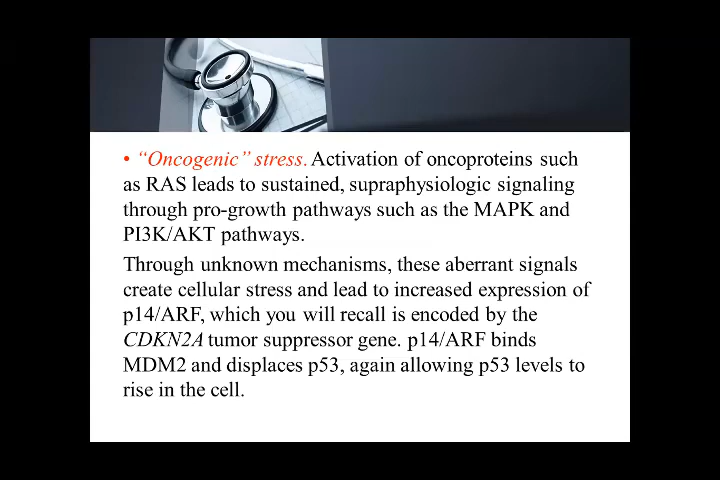 • “Oncogenic” stress. Activation of oncoproteins such
as RAS leads to sustained, supraphysiologic signaling
through pro-growth pathways such as the MAPK and
PI3K/AKT pathways.
Through unknown mechanisms, these aberrant signals
create cellular stress and lead to increased expression of
p14/ARF, which you will recall is encoded by the
CDKN2A tumor suppressor gene. p14/ARF binds
MDM2 and displaces p53, again allowing p53 levels to
rise in the cell.